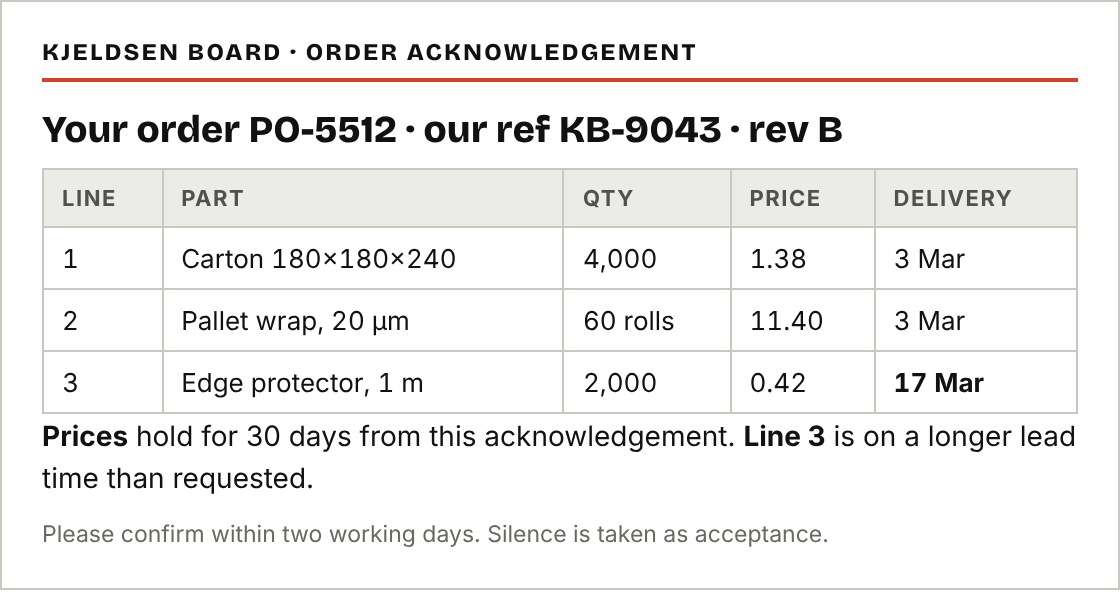 KJELDSEN BOARD · ORDER ACKNOWLEDGEMENT
Your order PO-5512 · our ref KB-9043 · rev B
LINE PART QTY PRICE DELIVERY
1 Carton 180×180×240 4,000 1.38 3 Mar
2 Pallet wrap, 20 µm 60 rolls 11.40 3 Mar
3 Edge protector, 1 m 2,000 0.42 17 Mar
Prices hold for 30 days from this acknowledgement. Line 3 is on a longer lead
time than requested.
Please confirm within two working days. Silence is taken as acceptance.